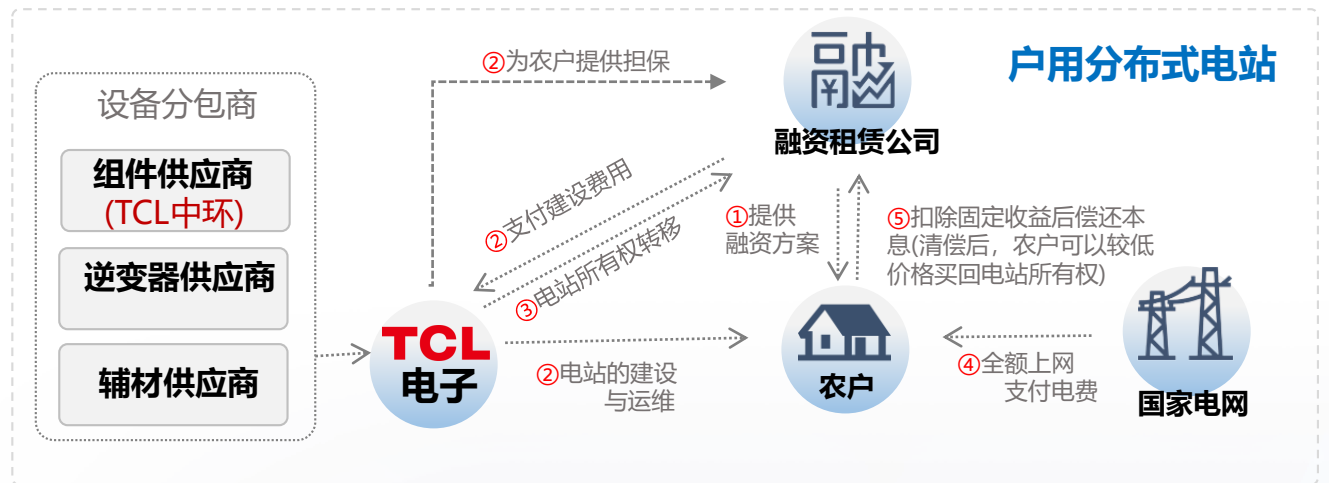 户用分布式电站
设备分包商
组件供应商
(TCL中环)
逆变器供应商
辅材供应商
②为农户提供担保
融
融资租赁公司
②支付建设费用
③电站所有权转移
①提供
融资方案
⑤扣除固定收益后偿还本
息(清偿后，农户可以较低
价格买回电站所有权)
TCL
电子
②电站的建设
与运维
农户
④全额上网
支付电费
国家电网